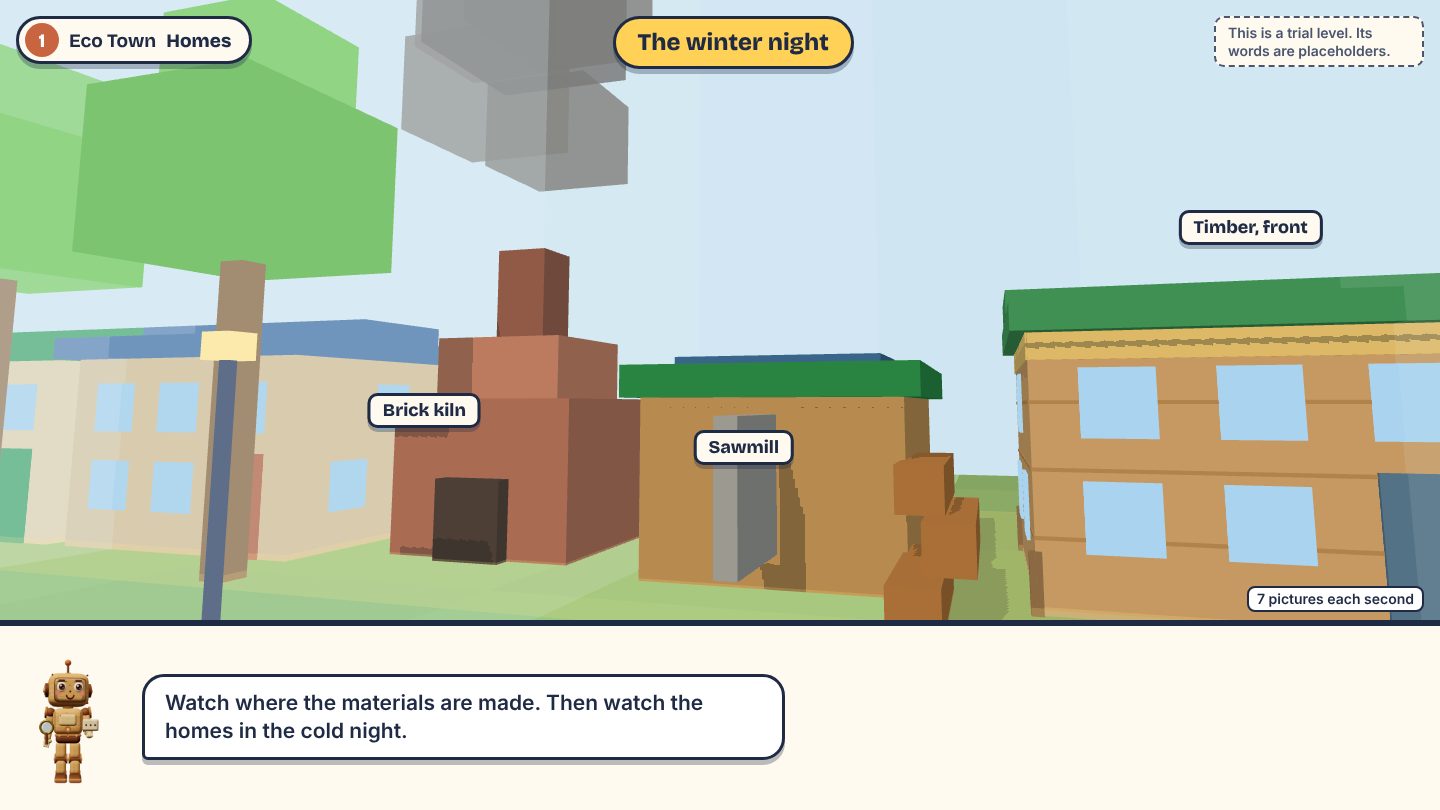 1 Eco Town Homes
The winter night
This is a trial level. Its
words are placeholders.
Timber, front
Brick kiln
Sawmill
7 pictures each second
Watch where the materials are made. Then watch the
homes in the cold night.